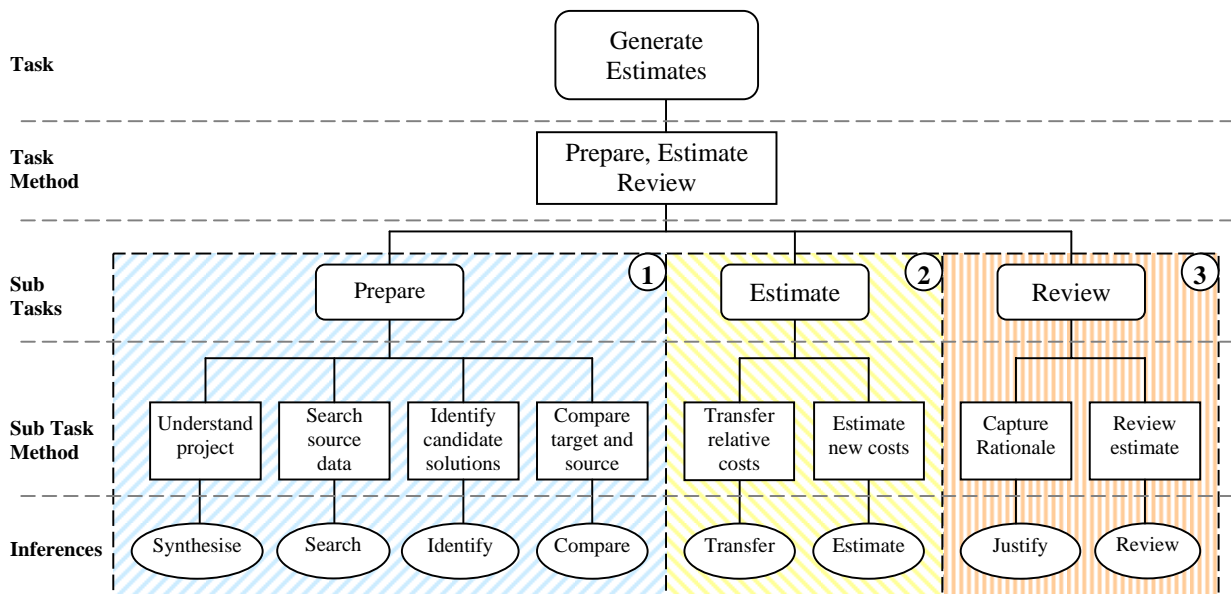 Task
Generate
Estimates
Task
Method
Prepare, Estimate
Review
Sub
Tasks
Prepare
1
Estimate
2
Review
3
Sub Task
Method
Understand
project
Search
source
data
Identify
candidate
solutions
Compare
target and
source
Transfer
relative
costs
Estimate
new costs
Capture
Rationale
Review
estimate
Inferences
Synthesise
Search
Identify
Compare
Transfer
Estimate
Justify
Review